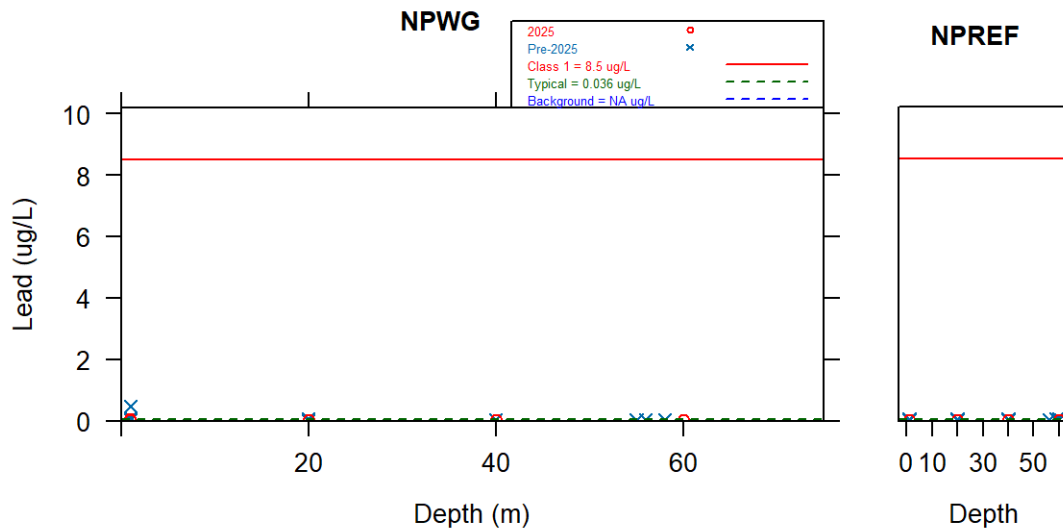 NPWG
NPREF
2025
Pre-2025
Class 1 = 8.5 ug/L
Typical = 0.036 ug/L
Background = NA ug/L
Lead (ug/L)
10
8
6
4
2
0
20 40 60
0 10 30 50
Depth (m)
Depth